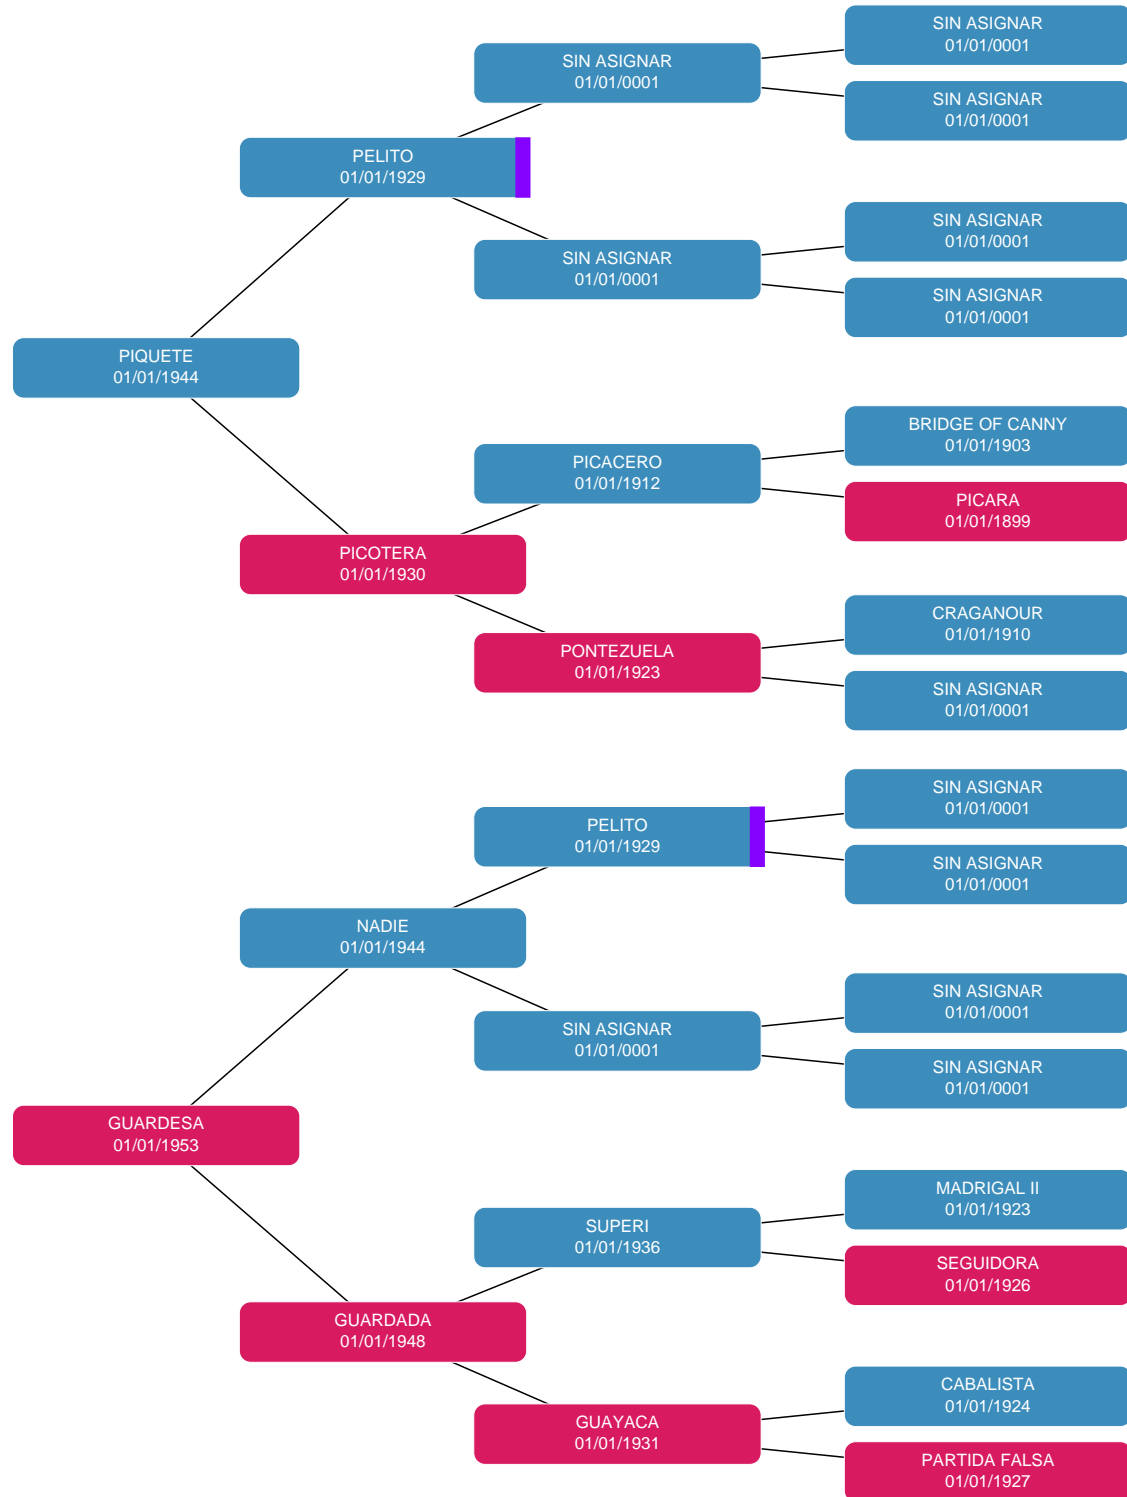 SIN ASIGNAR
01/01/0001
SIN ASIGNAR
01/01/0001
SIN ASIGNAR
01/01/0001
PELITO
01/01/1929
SIN ASIGNAR
01/01/0001
SIN ASIGNAR
01/01/0001
SIN ASIGNAR
01/01/0001
PIQUETE
01/01/1944
BRIDGE OF CANNY
01/01/1903
PICACERO
01/01/1912
PICARA
01/01/1899
PICOTERA
01/01/1930
CRAGANOUR
01/01/1910
PONTEZUELA
01/01/1923
SIN ASIGNAR
01/01/0001
SIN ASIGNAR
01/01/0001
PELITO
01/01/1929
SIN ASIGNAR
01/01/0001
NADIE
01/01/1944
SIN ASIGNAR
01/01/0001
SIN ASIGNAR
01/01/0001
SIN ASIGNAR
01/01/0001
GUARDESA
01/01/1953
MADRIGAL II
01/01/1923
SUPERI
01/01/1936
SEGUIDORA
01/01/1926
GUARDADA
01/01/1948
CABALISTA
01/01/1924
GUAYACA
01/01/1931
PARTIDA FALSA
01/01/1927